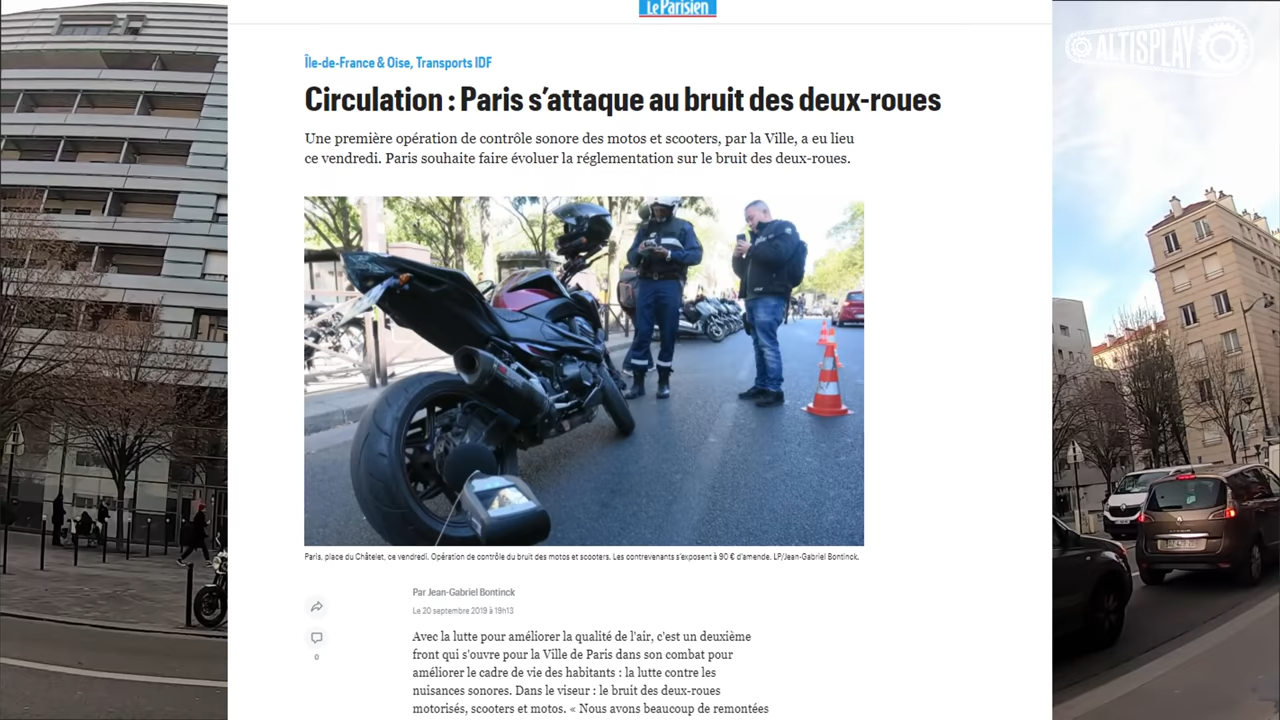 Le Parisien
ALTISPLAY
Île-de-France & Oise, Transports IDF
Circulation : Paris s’attaque au bruit des deux-roues
Une première opération de contrôle sonore des motos et scooters, par la Ville, a eu lieu
ce vendredi. Paris souhaite faire évoluer la réglementation sur le bruit des deux-roues.
Paris, place du Châtelet, ce vendredi. Opération de contrôle du bruit des motos et scooters. Les contrevenants s'exposent à 90 € d'amende. LP/Jean-Gabriel Bontinck.
Par Jean-Gabriel Bontinck
Le 20 septembre 2019 à 19h13
0
Avec la lutte pour améliorer la qualité de l'air, c'est un deuxième
front qui s'ouvre pour la Ville de Paris dans son combat pour
améliorer le cadre de vie des habitants : la lutte contre les
nuisances sonores. Dans le viseur : le bruit des deux-roues
motorisés, scooters et motos. « Nous avons beaucoup de remontées